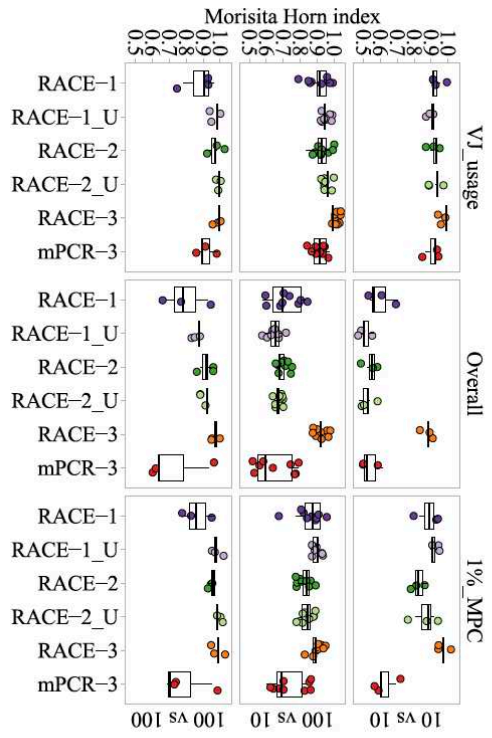 Morisita Horn index
0.5 0.6 0.7 0.8 0.9 1.0
0.5 0.6 0.7 0.8 0.9 1.0
0.5 0.6 0.7 0.8 0.9 1.0
RACE-1
RACE-1_U
RACE-2
RACE-2_U
RACE-3
mPCR-3
VJ_usage
RACE-1
RACE-1_U
RACE-2
RACE-2_U
RACE-3
mPCR-3
Overall
RACE-1
RACE-1_U
RACE-2
RACE-2_U
RACE-3
mPCR-3
1%_MPC
100 vs 100
100 vs 10
10 vs 10